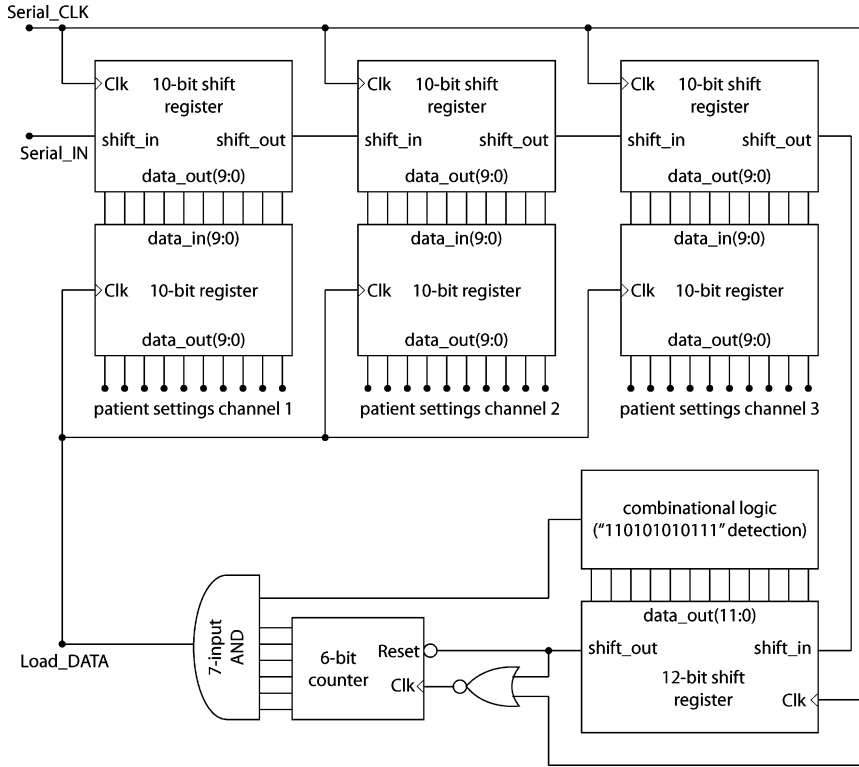 Serial_CLK
Clk 10-bit shift
register
shift_in shift_out
data_out(9:0)
Clk 10-bit shift
register
shift_in shift_out
data_out(9:0)
Clk 10-bit shift
register
shift_in shift_out
data_out(9:0)
Serial_IN
data_in(9:0)
Clk 10-bit register
data_out(9:0)
patient settings channel 1
data_in(9:0)
Clk 10-bit register
data_out(9:0)
patient settings channel 2
data_in(9:0)
Clk 10-bit register
data_out(9:0)
patient settings channel 3
combinational logic
("110101010111" detection)
data_out(11:0)
shift_out shift_in
12-bit shift
register
Clk
Reset
6-bit
counter
Clk
7-input
AND
Load_DATA